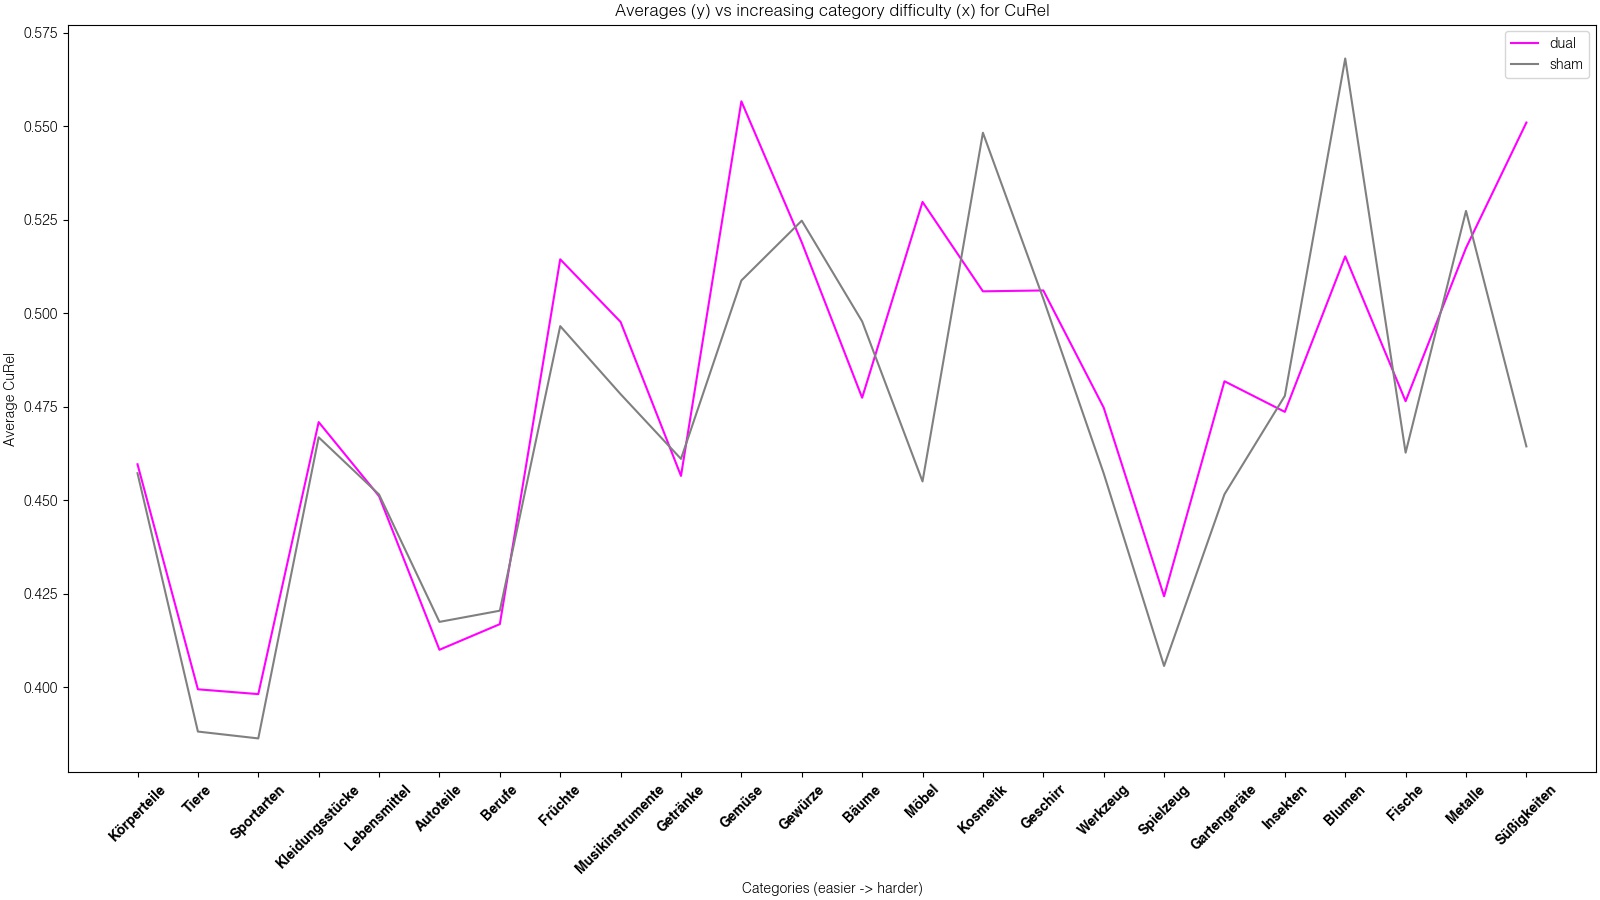 Averages (y) vs increasing category difficulty (x) for CuRel
dual
sham
0.575
0.550
0.525
0.500
0.475
0.450
0.425
0.400
Average CuRel
Körperteile
Tiere
Sportarten
Kleidungsstücke
Lebensmittel
Autoteile
Berufe
Früchte
Musikinstrumente
Getränke
Gemüse
Gewürze
Bäume
Möbel
Kosmetik
Geschirr
Werkzeug
Spielzeug
Gartengeräte
Insekten
Blumen
Fische
Metalle
Süßigkeiten
Categories (easier -> harder)